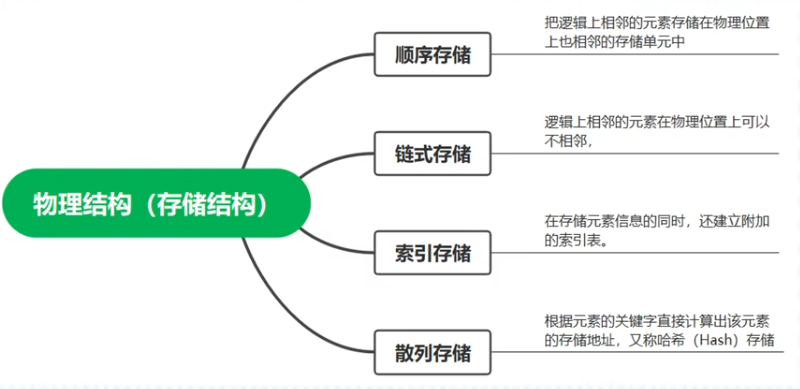 物理结构（存储结构）
顺序存储
把逻辑上相邻的元素存储在物理位置
上也相邻的存储单元中
链式存储
逻辑上相邻的元素在物理位置上可以
不相邻，
索引存储
在存储元素信息的同时，还建立附加
的索引表。
散列存储
根据元素的关键字直接计算出该元素
的存储地址，又称哈希（Hash）存储